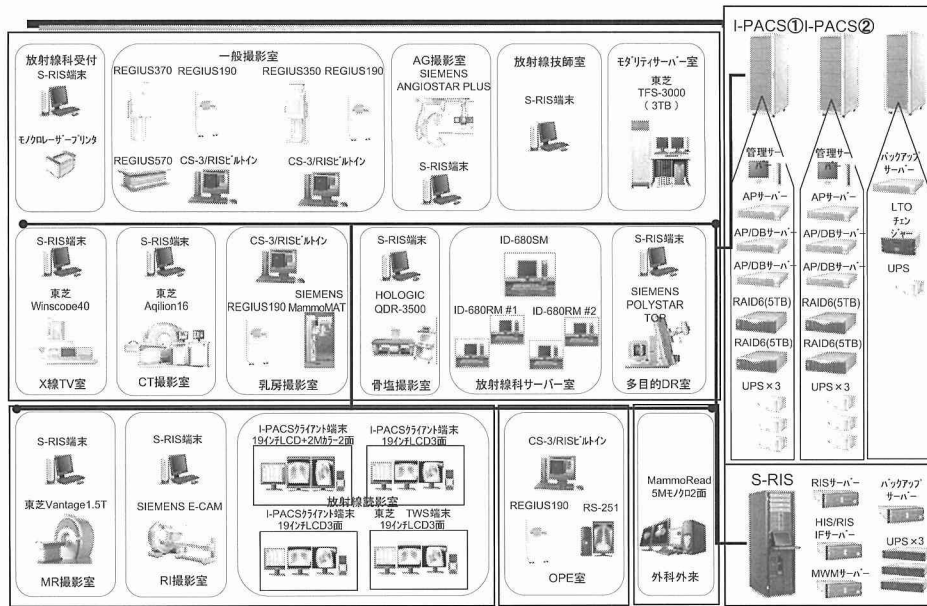 放射線科受付
S-RIS端末
モノクロレーザープリンタ
一般撮影室
REGIUS370 REGIUS190 REGIUS350 REGIUS190
REGIUS570 CS-3/RISビルトイン CS-3/RISビルトイン
AG撮影室
SIEMENS
ANGIOSTAR PLUS
S-RIS端末
放射線技師室
S-RIS端末
モダリティサーバー室
東芝
TFS-3000
(3TB)
S-RIS端末
東芝
Winscope40
X線TV室
S-RIS端末
東芝
Aqilion16
CT撮影室
CS-3/RISビルトイン
SIEMENS
REGIUS190 MammoMAT
乳房撮影室
S-RIS端末
HOLOGIC
QDR-3500
骨塩撮影室
ID-680SM
ID-680RM #1 ID-680RM #2
放射線科サーバー室
S-RIS端末
SIEMENS
POLYSTAR
TOP
多目的DR室
S-RIS端末
東芝Vantage1.5T
MR撮影室
S-RIS端末
SIEMENS E-CAM
RI撮影室
I-PACSクライアント端末
19インチLCD+2Mカラー2面
I-PACSクライアント端末
19インチLCD3面
放射線読影室
I-PACSクライアント端末
19インチLCD3面
東芝 TWS端末
19インチLCD3面
CS-3/RISビルトイン
REGIUS190 RS-251
OPE室
MammoRead
5Mモノクロ2面
外科外来
I-PACS① I-PACS②
管理サーバ
APサーバー
AP/DBサーバー
AP/DBサーバー
RAID6(5TB)
RAID6(5TB)
UPS×3
管理サーバ
APサーバー
AP/DBサーバー
AP/DBサーバー
RAID6(5TB)
RAID6(5TB)
UPS×3
バックアップ
サーバー
LTO
チェン
ジャー
UPS
S-RIS
RISサーバー
HIS/RIS
IFサーバー
MWMサーバー
バックアップ
サーバー
UPS×3